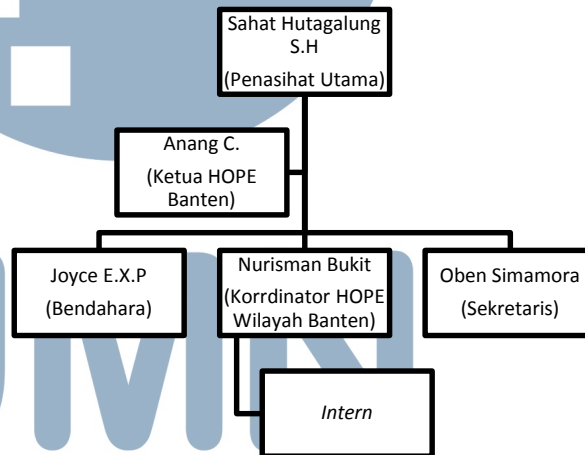 Sahat Hutagalung
S.H
(Penasihat Utama)
Anang C.
(Ketua HOPE
Banten)
Joyce E.X.P
(Bendahara)
Nurisman Bukit
(Korrdinator HOPE
Wilayah Banten)
Oben Simamora
(Sekretaris)
Intern
UMN